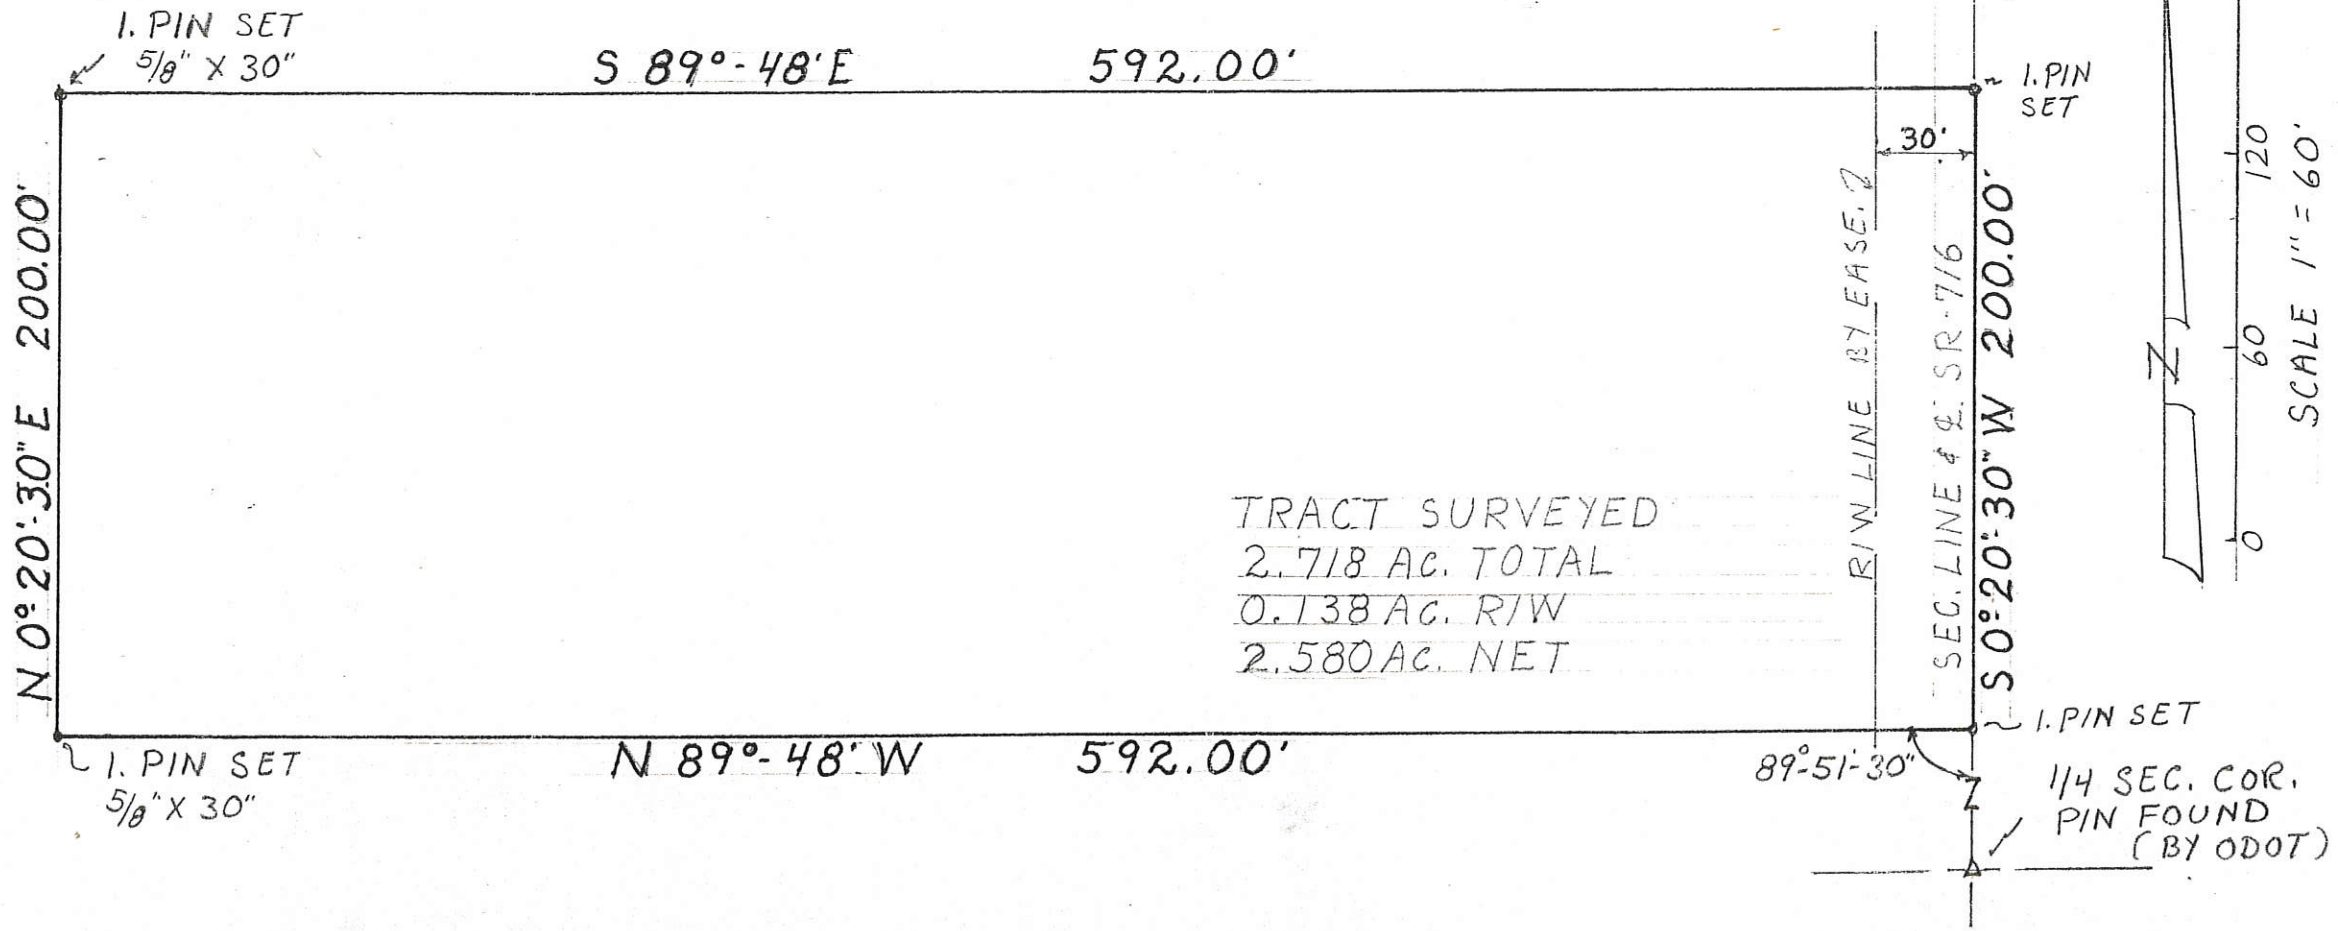 I. PIN SET
5/8" X 30"
S 89°-48' E 592.00'
I. PIN
SET
30'
N 0°-20'-30" E 200.00'
R/W LINE BY EASE.
SEC. LINE & ℄ SR-716
S 0°-20'-30" W 200.00'
N
0 60 120
SCALE 1" = 60'
TRACT SURVEYED
2.718 AC. TOTAL
0.138 AC. R/W
2.580 AC. NET
I. PIN SET
5/8" X 30"
N 89°-48' W 592.00'
89°-51'-30"
I. PIN SET
1/4 SEC. COR.
PIN FOUND
(BY ODOT)